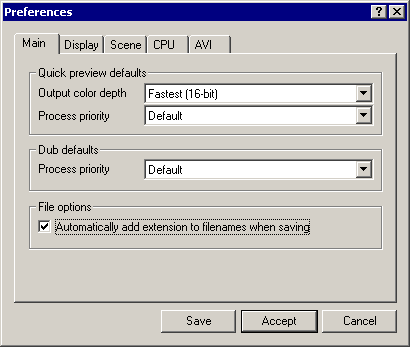 Preferences
Main Display Scene CPU AVI
Quick preview defaults
Output color depth Fastest (16-bit)
Process priority Default
Dub defaults
Process priority Default
File options
Automatically add extension to filenames when saving
Save Accept Cancel